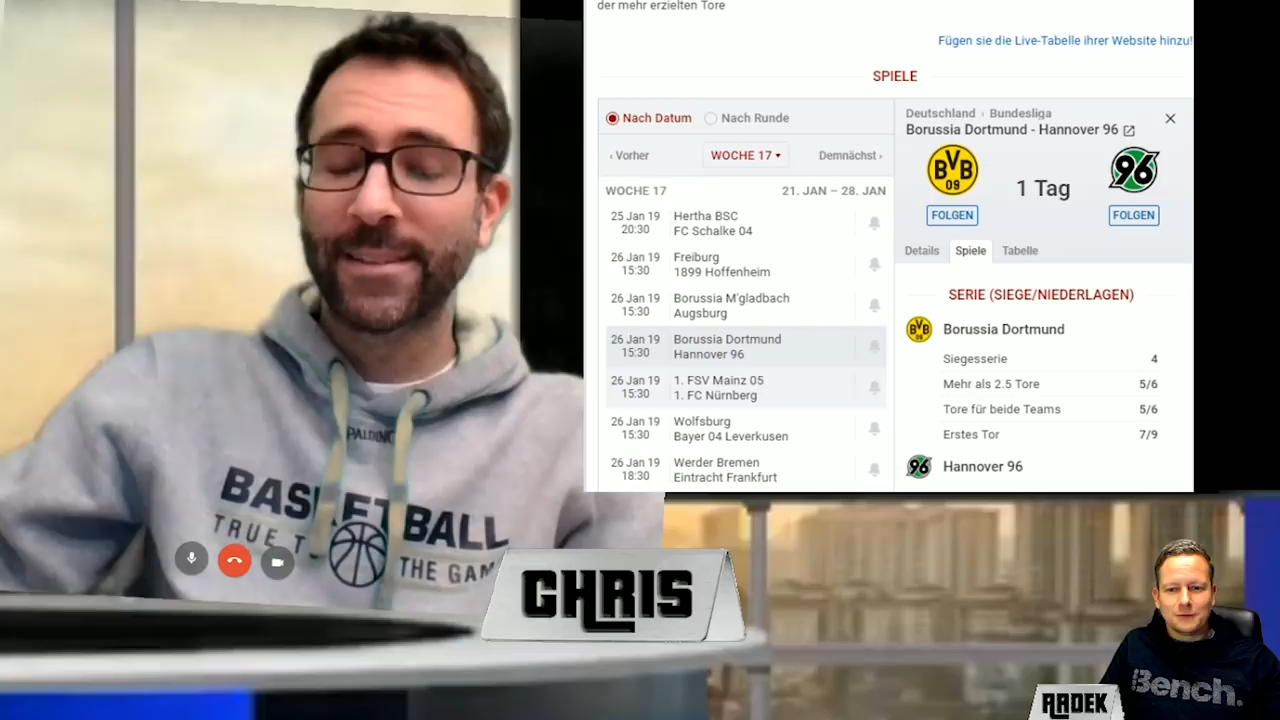 der mehr erzielten Tore
Fügen sie die Live-Tabelle ihrer Website hinzu!
SPIELE
Nach Datum Nach Runde
‹ Vorher WOCHE 17 Demnächst ›
WOCHE 17 21. JAN – 28. JAN
25 Jan 19 Hertha BSC
20:30 FC Schalke 04
26 Jan 19 Freiburg
15:30 1899 Hoffenheim
26 Jan 19 Borussia M'gladbach
15:30 Augsburg
26 Jan 19 Borussia Dortmund
15:30 Hannover 96
26 Jan 19 1. FSV Mainz 05
15:30 1. FC Nürnberg
26 Jan 19 Wolfsburg
15:30 Bayer 04 Leverkusen
26 Jan 19 Werder Bremen
18:30 Eintracht Frankfurt
Deutschland › Bundesliga
Borussia Dortmund - Hannover 96
BVB
09
1 Tag
96
FOLGEN FOLGEN
Details Spiele Tabelle
SERIE (SIEGE/NIEDERLAGEN)
BVB 09 Borussia Dortmund
Siegesserie 4
Mehr als 2.5 Tore 5/6
Tore für beide Teams 5/6
Erstes Tor 7/9
96 Hannover 96
SPALDING
BASKETBALL
TRUE T THE GAM
CHRIS
Bench.
RADEK